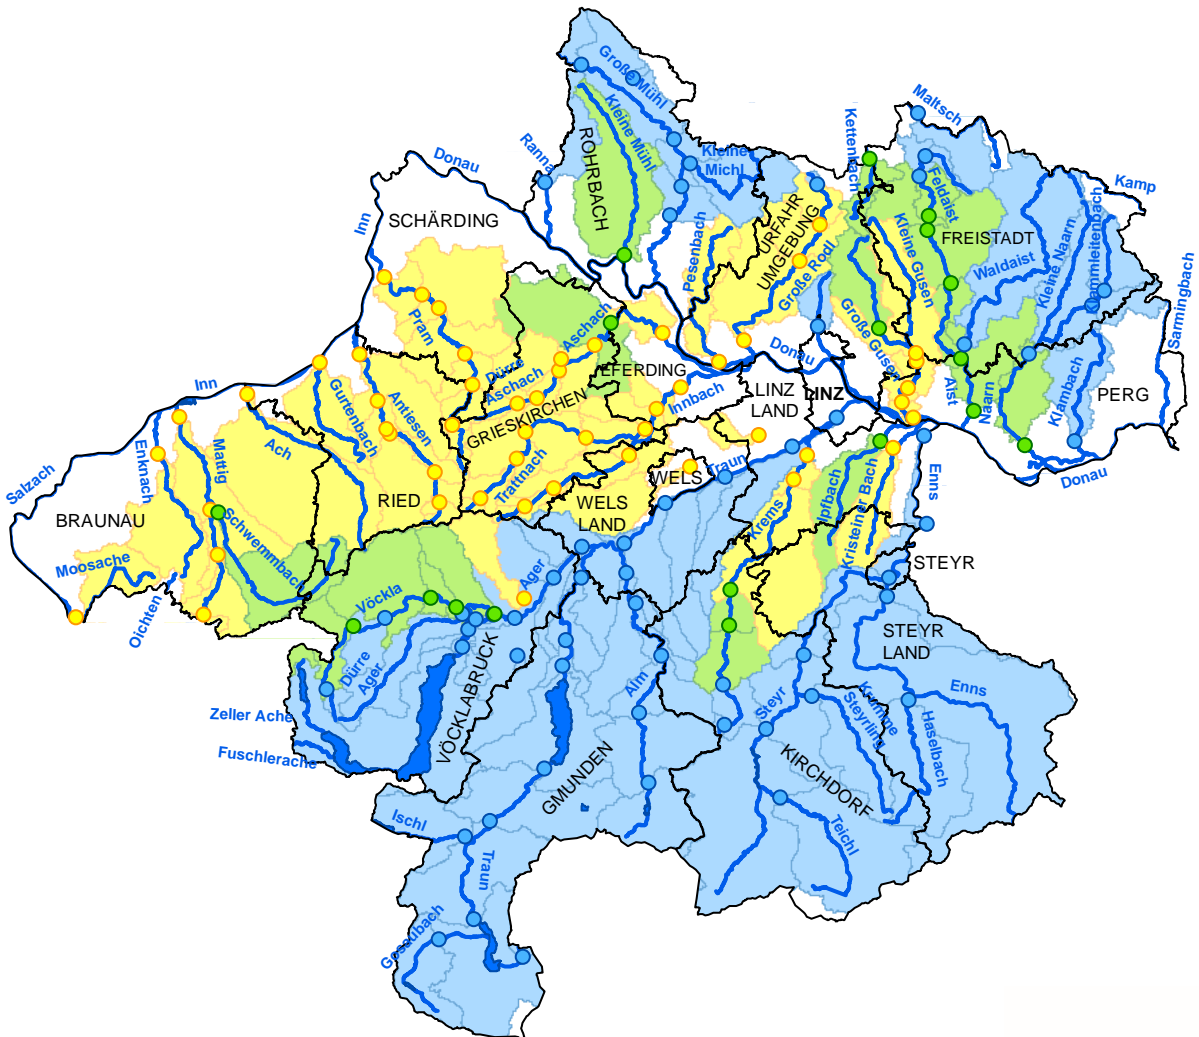 Große Mühl
Maltsch
Kettenbach
Kleine Mühl
ROHRBACH
Kleine
Michl
Ranna
Donau
Feldaist
Kamp
SCHÄRDING
Inn
URFAHR
UMGEBUNG
Pesenbach
Große Rodl
Kleine Gusen
FREISTADT
Waldaist
Kleine Naarn
Klammleitenbach
Sarmingbach
Pram
Aschach
Große Gusen
Donau
Dürre
Aschach
EFERDING
Inn
Gurtenbach
Antiesen
GRIESKIRCHEN
Innbach
LINZ
LAND
LINZ
Aist
Naarn
Klambach
PERG
Enknach
Mattig
Ach
Salzach
BRAUNAU
RIED
Trattnach
WELS
LAND
WELS
Traun
Krems
Ipfbach
Kristeiner Bach
Enns
Donau
Schwemmbach
Moosache
Oichten
Vöckla
Ager
STEYR
STEYR
LAND
Dürre
Ager
VÖCKLABRUCK
Alm
Zeller Ache
Fuschlerache
Steyr
Krumme
Steyrling
Enns
Haselbach
GMUNDEN
KIRCHDORF
Teichl
Ischl
Traun
Gosaubach